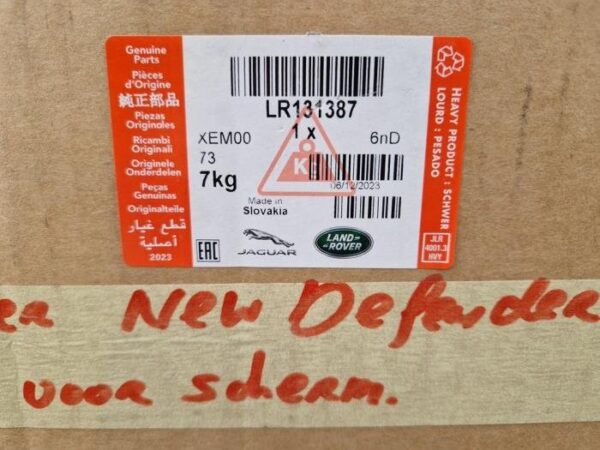 Genuine
Parts
Pièces
d'Origine
純正部品
Piezas
Originales
Ricambi
Originali
Originele
Onderdelen
Peças
Genuinas
Originalteile
قطع غيار
أصلية
2023
LR131387
1 x
XEM00
6nD
73
7kg
KG
06/12/2023
Made in
Slovakia
EAC
JAGUAR
LAND-
-ROVER
HEAVY PRODUCT : SCHWER
LOURD : PESADO
JLR
4001.3
HVY
New Defender
voor scherm.